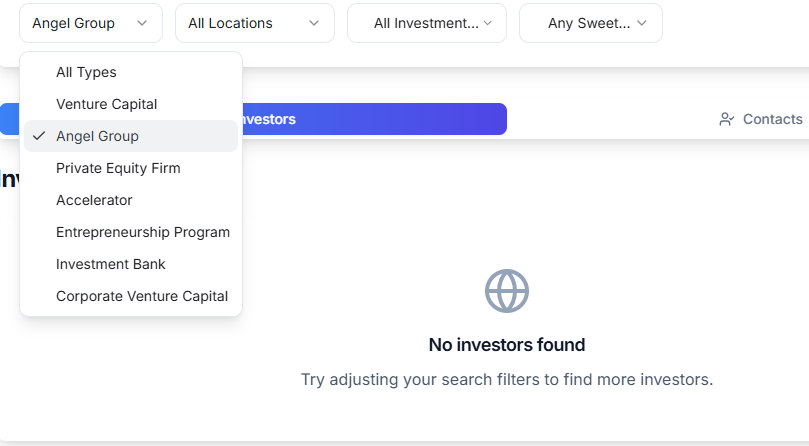 Angel Group
All Locations
All Investment...
Any Sweet...
All Types
Venture Capital
Angel Group
Private Equity Firm
Accelerator
Entrepreneurship Program
Investment Bank
Corporate Venture Capital
Contacts
No investors found
Try adjusting your search filters to find more investors.